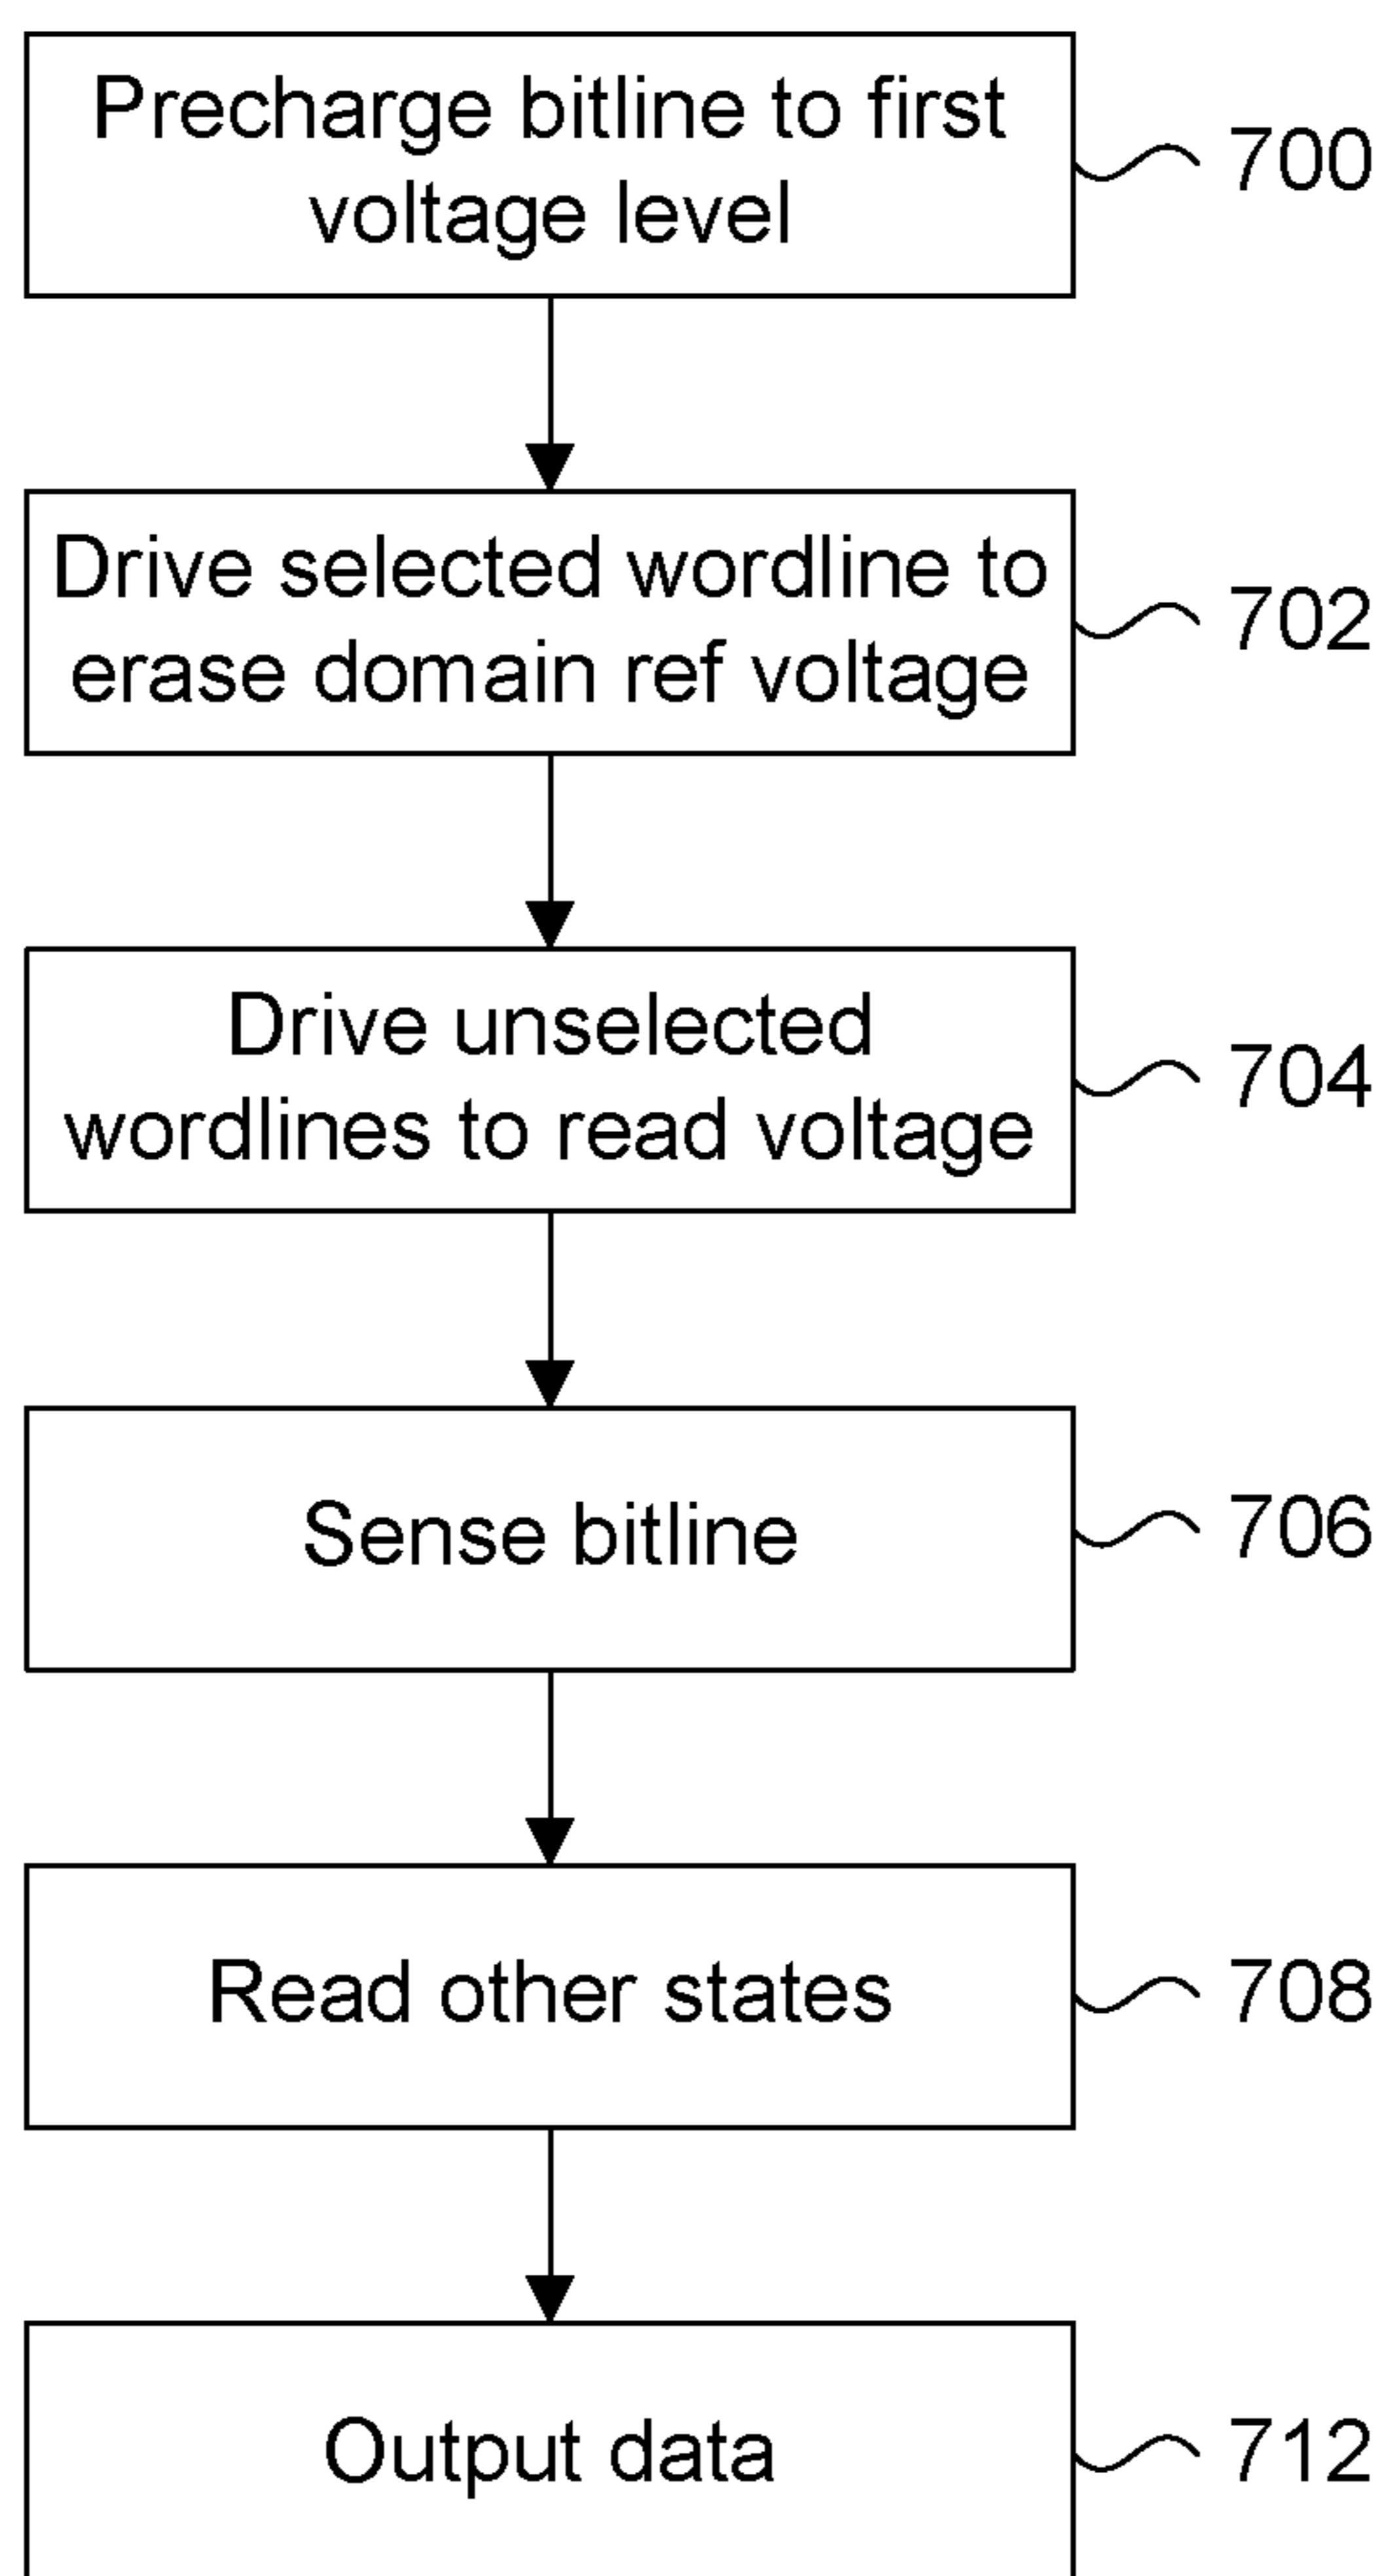 Precharge bitline to first
voltage level
700
Drive selected wordline to
erase domain ref voltage
702
Drive unselected
wordlines to read voltage
704
Sense bitline
706
Read other states
708
Output data
712